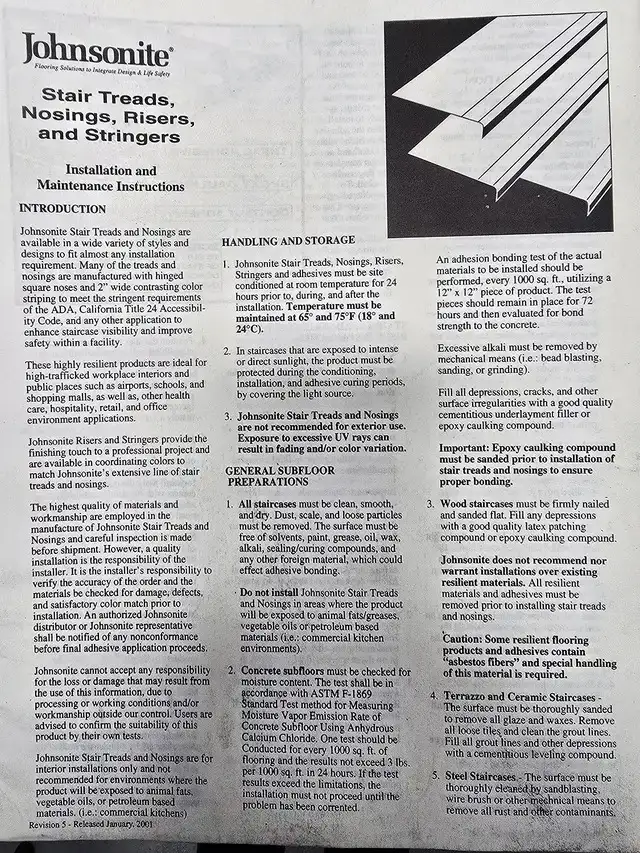 Johnsonite®
Flooring Solutions to Integrate Design & Life Safety
Stair Treads,
Nosings, Risers,
and Stringers
Installation and
Maintenance Instructions
INTRODUCTION
Johnsonite Stair Treads and Nosings are
available in a wide variety of styles and
designs to fit almost any installation
requirement. Many of the treads and
nosings are manufactured with hinged
square noses and 2" wide contrasting color
striping to meet the stringent requirements
of the ADA, California Title 24 Accessibil-
ity Code, and any other application to
enhance staircase visibility and improve
safety within a facility.
These highly resilient products are ideal for
high-trafficked workplace interiors and
public places such as airports, schools, and
shopping malls, as well as, other health
care, hospitality, retail, and office
environment applications.
Johnsonite Risers and Stringers provide the
finishing touch to a professional project and
are available in coordinating colors to
match Johnsonite's extensive line of stair
treads and nosings.
The highest quality of materials and
workmanship are employed in the
manufacture of Johnsonite Stair Treads and
Nosings and careful inspection is made
before shipment. However, a quality
installation is the responsibility of the
installer. It is the installer's responsibility to
verify the accuracy of the order and the
materials be checked for damage, defects,
and satisfactory color match prior to
installation. An authorized Johnsonite
distributor or Johnsonite representative
shall be notified of any nonconformance
before final adhesive application proceeds.
Johnsonite cannot accept any responsibility
for the loss or damage that may result from
the use of this information, due to
processing or working conditions and/or
workmanship outside our control. Users are
advised to confirm the suitability of this
product by their own tests.
Johnsonite Stair Treads and Nosings are for
interior installations only and not
recommended for environments where the
product will be exposed to animal fats,
vegetable oils, or petroleum based
materials. (i.e.: commercial kitchens)
Revision 5 - Released January, 2001
HANDLING AND STORAGE
1. Johnsonite Stair Treads, Nosings, Risers,
Stringers and adhesives must be site
conditioned at room temperature for 24
hours prior to, during, and after the
installation. Temperature must be
maintained at 65° and 75°F (18° and
24°C).
2. In staircases that are exposed to intense
or direct sunlight, the product must be
protected during the conditioning,
installation, and adhesive curing periods,
by covering the light source.
3. Johnsonite Stair Treads and Nosings
are not recommended for exterior use.
Exposure to excessive UV rays can
result in fading and/or color variation.
GENERAL SUBFLOOR
PREPARATIONS
1. All staircases must be clean, smooth,
and dry. Dust, scale, and loose particles
must be removed. The surface must be
free of solvents, paint, grease, oil, wax,
alkali, sealing/curing compounds, and
any other foreign material, which could
effect adhesive bonding.
Do not install Johnsonite Stair Treads
and Nosings in areas where the product
will be exposed to animal fats/greases,
vegetable oils or petroleum based
materials (i.e.: commercial kitchen
environments).
2. Concrete subfloors must be checked for
moisture content. The test shall be in
accordance with ASTM F-1869
Standard Test method for Measuring
Moisture Vapor Emission Rate of
Concrete Subfloor Using Anhydrous
Calcium Chloride. One test should be
Conducted for every 1000 sq. ft. of
flooring and the results not exceed 3 lbs.
per 1000 sq. ft. in 24 hours. If the test
results exceed the limitations, the
installation must not proceed until the
problem has been corrected.
An adhesion bonding test of the actual
materials to be installed should be
performed, every 1000 sq. ft., utilizing a
12" x 12" piece of product. The test
pieces should remain in place for 72
hours and then evaluated for bond
strength to the concrete.
Excessive alkali must be removed by
mechanical means (i.e.: bead blasting,
sanding, or grinding).
Fill all depressions, cracks, and other
surface irregularities with a good quality
cementitious underlayment filler or
epoxy caulking compound.
Important: Epoxy caulking compound
must be sanded prior to installation of
stair treads and nosings to ensure
proper bonding.
3. Wood staircases must be firmly nailed
and sanded flat. Fill any depressions
with a good quality latex patching
compound or epoxy caulking compound.
Johnsonite does not recommend nor
warrant installations over existing
resilient materials. All resilient
materials and adhesives must be
removed prior to installing stair treads
and nosings.
Caution: Some resilient flooring
products and adhesives contain
"asbestos fibers" and special handling
of this material is required.
4. Terrazzo and Ceramic Staircases -
The surface must be thoroughly sanded
to remove all glaze and waxes. Remove
all loose tiles and clean the grout lines.
Fill all grout lines and other depressions
with a cementitious leveling compound.
5. Steel Staircases - The surface must be
thoroughly cleaned by sandblasting,
wire brush or other mechnical means to
remove all rust and other contaminants.